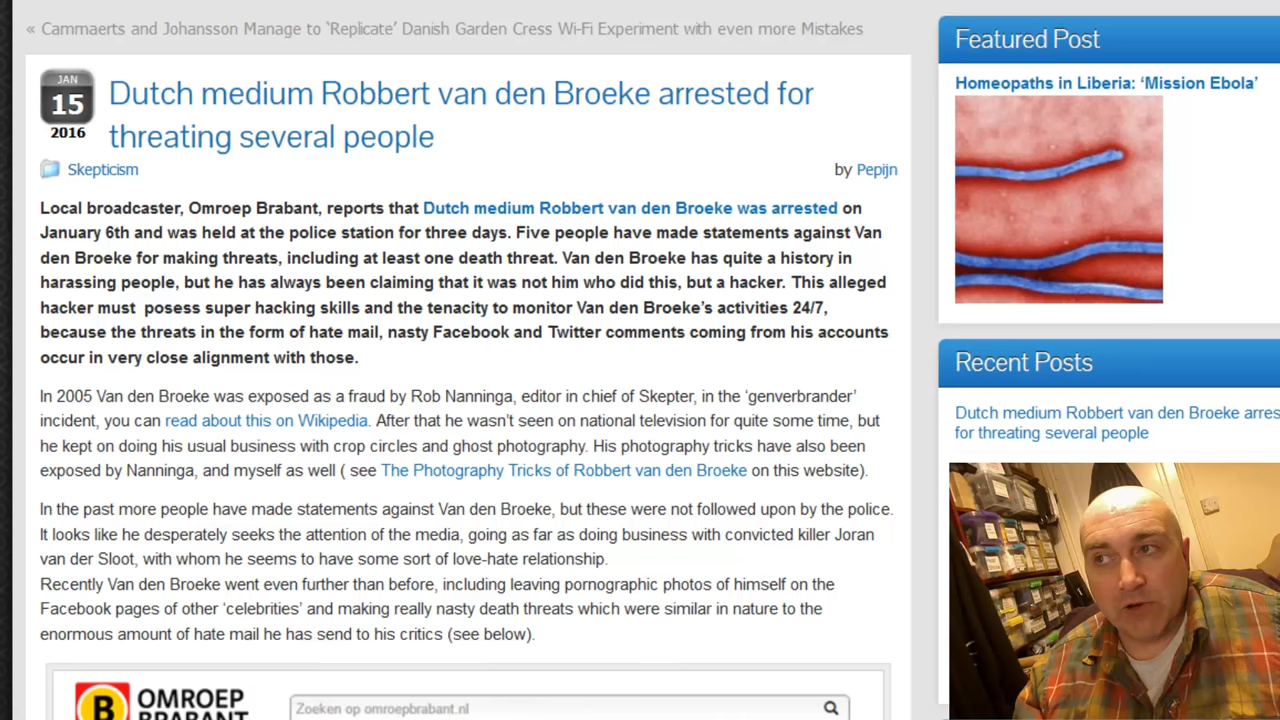 « Cammaerts and Johansson Manage to ‘Replicate’ Danish Garden Cress Wi-Fi Experiment with even more Mistakes
JAN
15
2016
Dutch medium Robbert van den Broeke arrested for
threating several people
Skepticism
by Pepijn
Local broadcaster, Omroep Brabant, reports that Dutch medium Robbert van den Broeke was arrested on
January 6th and was held at the police station for three days. Five people have made statements against Van
den Broeke for making threats, including at least one death threat. Van den Broeke has quite a history in
harassing people, but he has always been claiming that it was not him who did this, but a hacker. This alleged
hacker must posess super hacking skills and the tenacity to monitor Van den Broeke’s activities 24/7,
because the threats in the form of hate mail, nasty Facebook and Twitter comments coming from his accounts
occur in very close alignment with those.
In 2005 Van den Broeke was exposed as a fraud by Rob Nanninga, editor in chief of Skepter, in the ‘genverbrander’
incident, you can read about this on Wikipedia. After that he wasn’t seen on national television for quite some time, but
he kept on doing his usual business with crop circles and ghost photography. His photography tricks have also been
exposed by Nanninga, and myself as well ( see The Photography Tricks of Robbert van den Broeke on this website).
In the past more people have made statements against Van den Broeke, but these were not followed upon by the police.
It looks like he desperately seeks the attention of the media, going as far as doing business with convicted killer Joran
van der Sloot, with whom he seems to have some sort of love-hate relationship.
Recently Van den Broeke went even further than before, including leaving pornographic photos of himself on the
Facebook pages of other ‘celebrities’ and making really nasty death threats which were similar in nature to the
enormous amount of hate mail he has send to his critics (see below).
B
OMROEP
BRABANT
Zoeken op omroepbrabant.nl
Featured Post
Homeopaths in Liberia: ‘Mission Ebola’
Recent Posts
Dutch medium Robbert van den Broeke arres
for threating several people